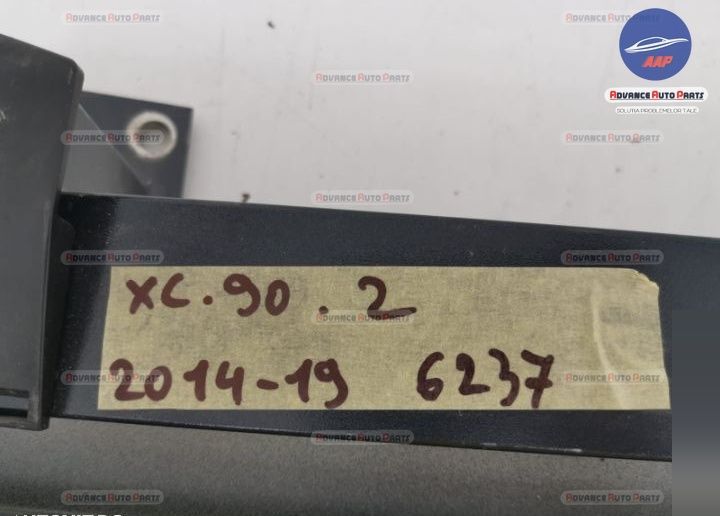 AAP
ADVANCE AUTO PARTS
SOLUTIA PROBLEMELOR TALE
XC.90.2
2014-19 6237